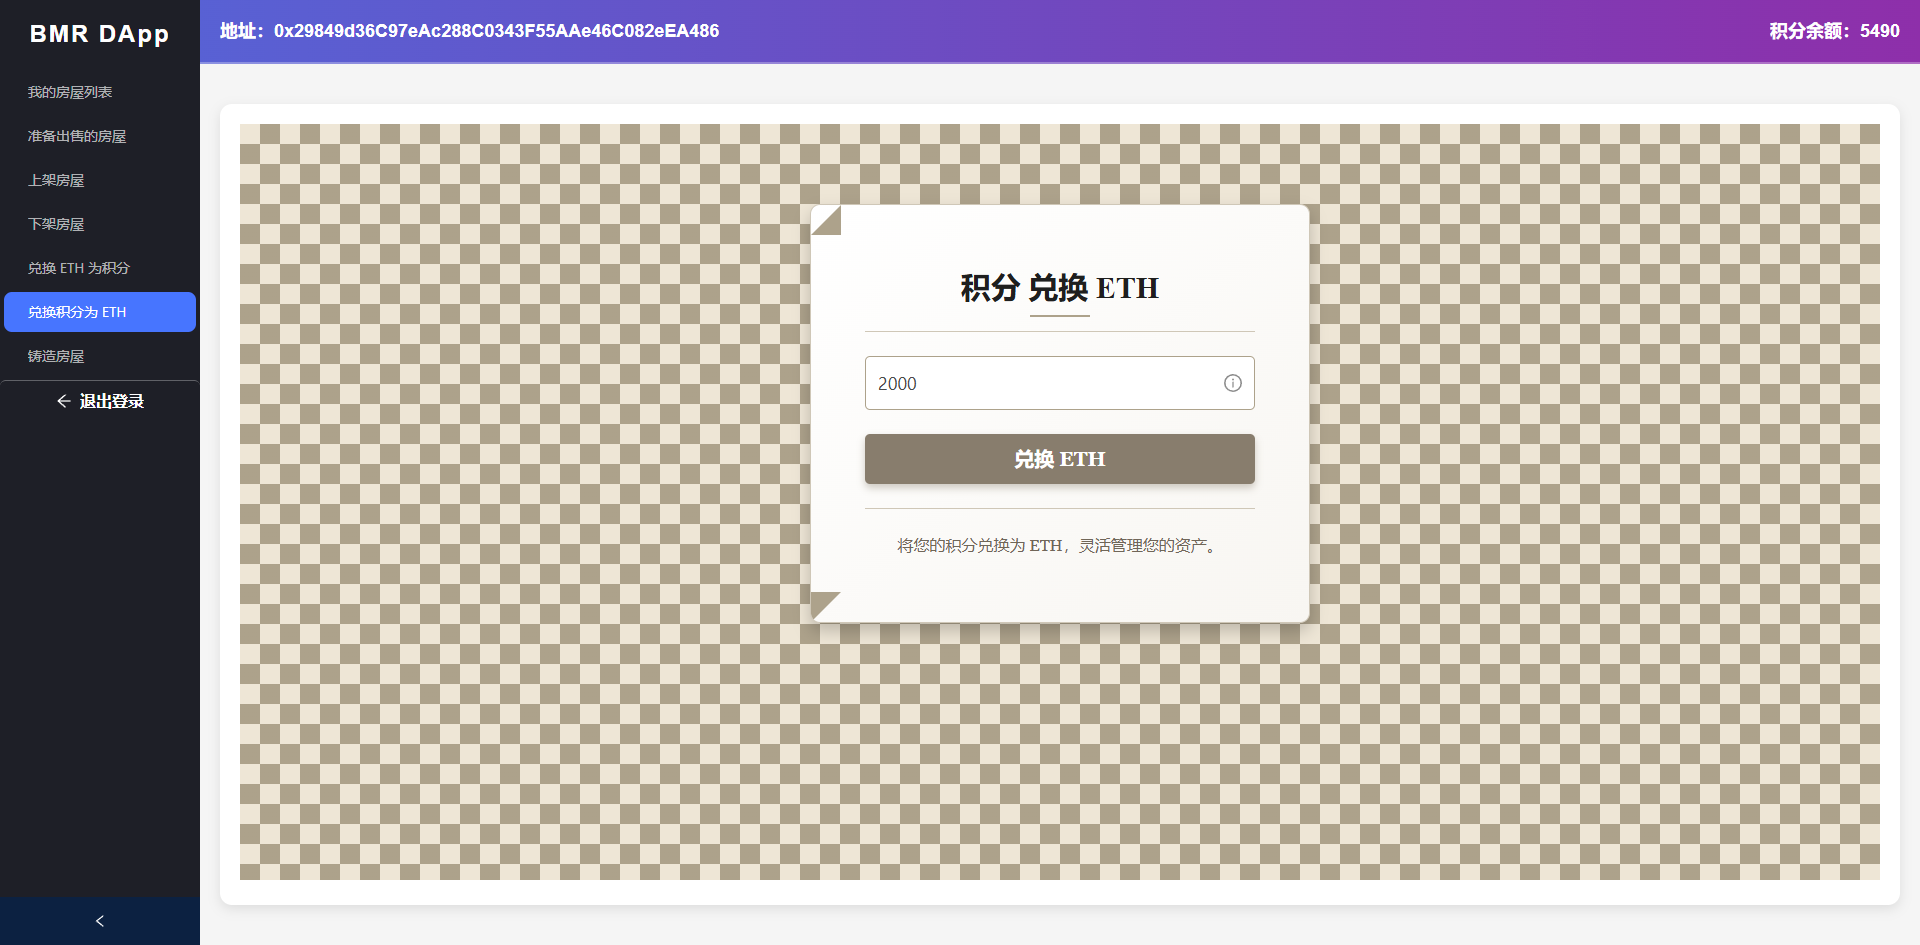 BMR DApp
我的房屋列表
准备出售的房屋
上架房屋
下架房屋
兑换 ETH 为积分
兑换积分为 ETH
铸造房屋
退出登录
地址：0x29849d36C97eAc288C0343F55AAe46C082eEA486
积分余额：5490
积分 兑换 ETH
2000
兑换 ETH
将您的积分兑换为 ETH，灵活管理您的资产。